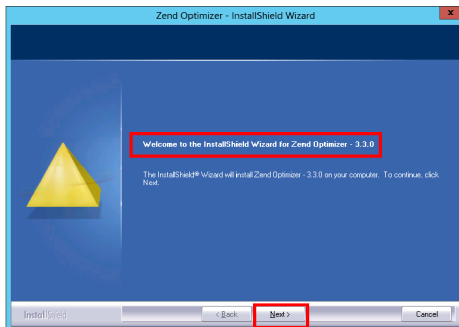 Zend Optimizer - InstallShield Wizard
x
Welcome to the InstallShield Wizard for Zend Optimizer - 3.3.0
The InstallShield® Wizard will install Zend Optimizer - 3.3.0 on your computer. To continue, click
Next.
InstallShield
< Back
Next >
Cancel